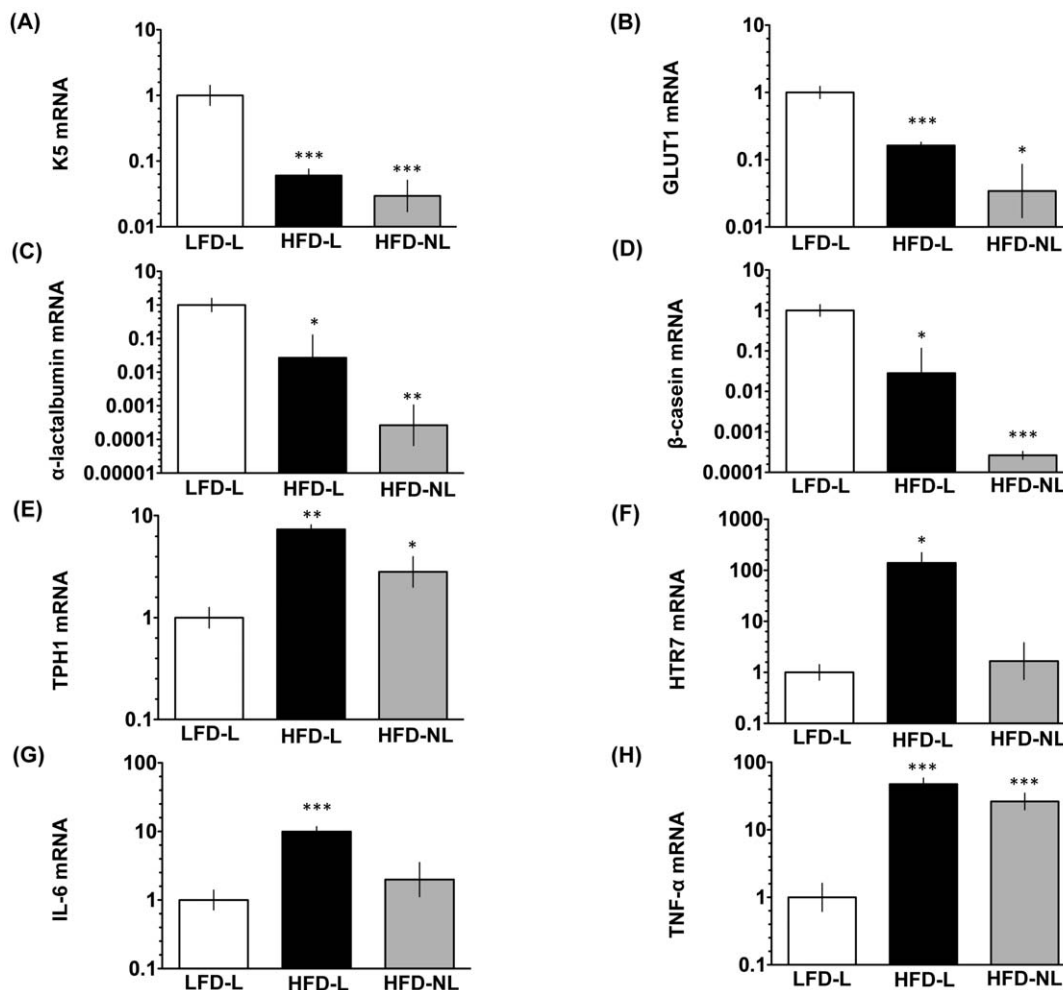 (A)
K5 mRNA
10
1
0.1
0.01
***
***
LFD-L HFD-L HFD-NL
(B)
GLUT1 mRNA
10
1
0.1
0.01
***
*
LFD-L HFD-L HFD-NL
(C)
α-lactalbumin mRNA
10
1
0.1
0.01
0.001
0.0001
0.00001
*
**
LFD-L HFD-L HFD-NL
(D)
β-casein mRNA
10
1
0.1
0.01
0.001
0.0001
*
***
LFD-L HFD-L HFD-NL
(E)
TPH1 mRNA
10
1
0.1
**
*
LFD-L HFD-L HFD-NL
(F)
HTR7 mRNA
1000
100
10
1
0.1
*
LFD-L HFD-L HFD-NL
(G)
IL-6 mRNA
100
10
1
0.1
***
LFD-L HFD-L HFD-NL
(H)
TNF-α mRNA
100
10
1
0.1
***
***
LFD-L HFD-L HFD-NL